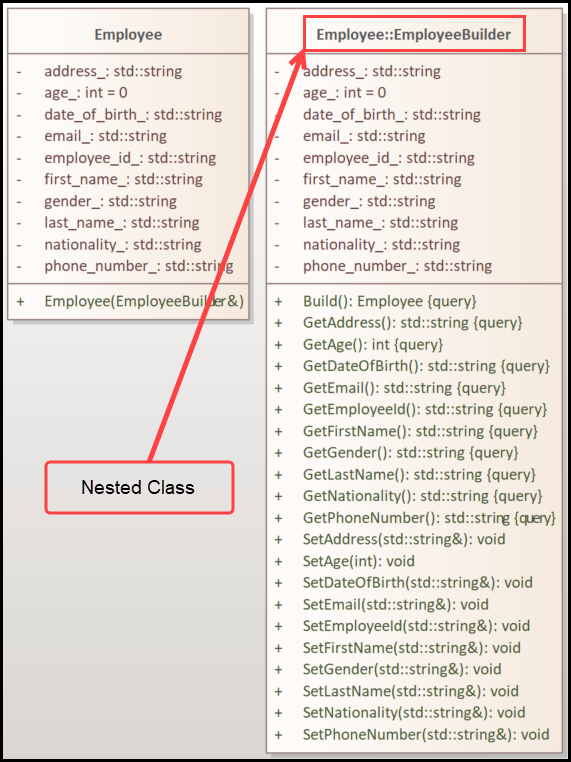 Employee
- address_: std::string
- age_: int = 0
- date_of_birth_: std::string
- email_: std::string
- employee_id_: std::string
- first_name_: std::string
- gender_: std::string
- last_name_: std::string
- nationality_: std::string
- phone_number_: std::string
+ Employee(EmployeeBuilder&)
Employee::EmployeeBuilder
- address_: std::string
- age_: int = 0
- date_of_birth_: std::string
- email_: std::string
- employee_id_: std::string
- first_name_: std::string
- gender_: std::string
- last_name_: std::string
- nationality_: std::string
- phone_number_: std::string
+ Build(): Employee {query}
+ GetAddress(): std::string {query}
+ GetAge(): int {query}
+ GetDateOfBirth(): std::string {query}
+ GetEmail(): std::string {query}
+ GetEmployeeId(): std::string {query}
+ GetFirstName(): std::string {query}
+ GetGender(): std::string {query}
+ GetLastName(): std::string {query}
+ GetNationality(): std::string {query}
+ GetPhoneNumber(): std::string {query}
+ SetAddress(std::string&): void
+ SetAge(int): void
+ SetDateOfBirth(std::string&): void
+ SetEmail(std::string&): void
+ SetEmployeeId(std::string&): void
+ SetFirstName(std::string&): void
+ SetGender(std::string&): void
+ SetLastName(std::string&): void
+ SetNationality(std::string&): void
+ SetPhoneNumber(std::string&): void
Nested Class